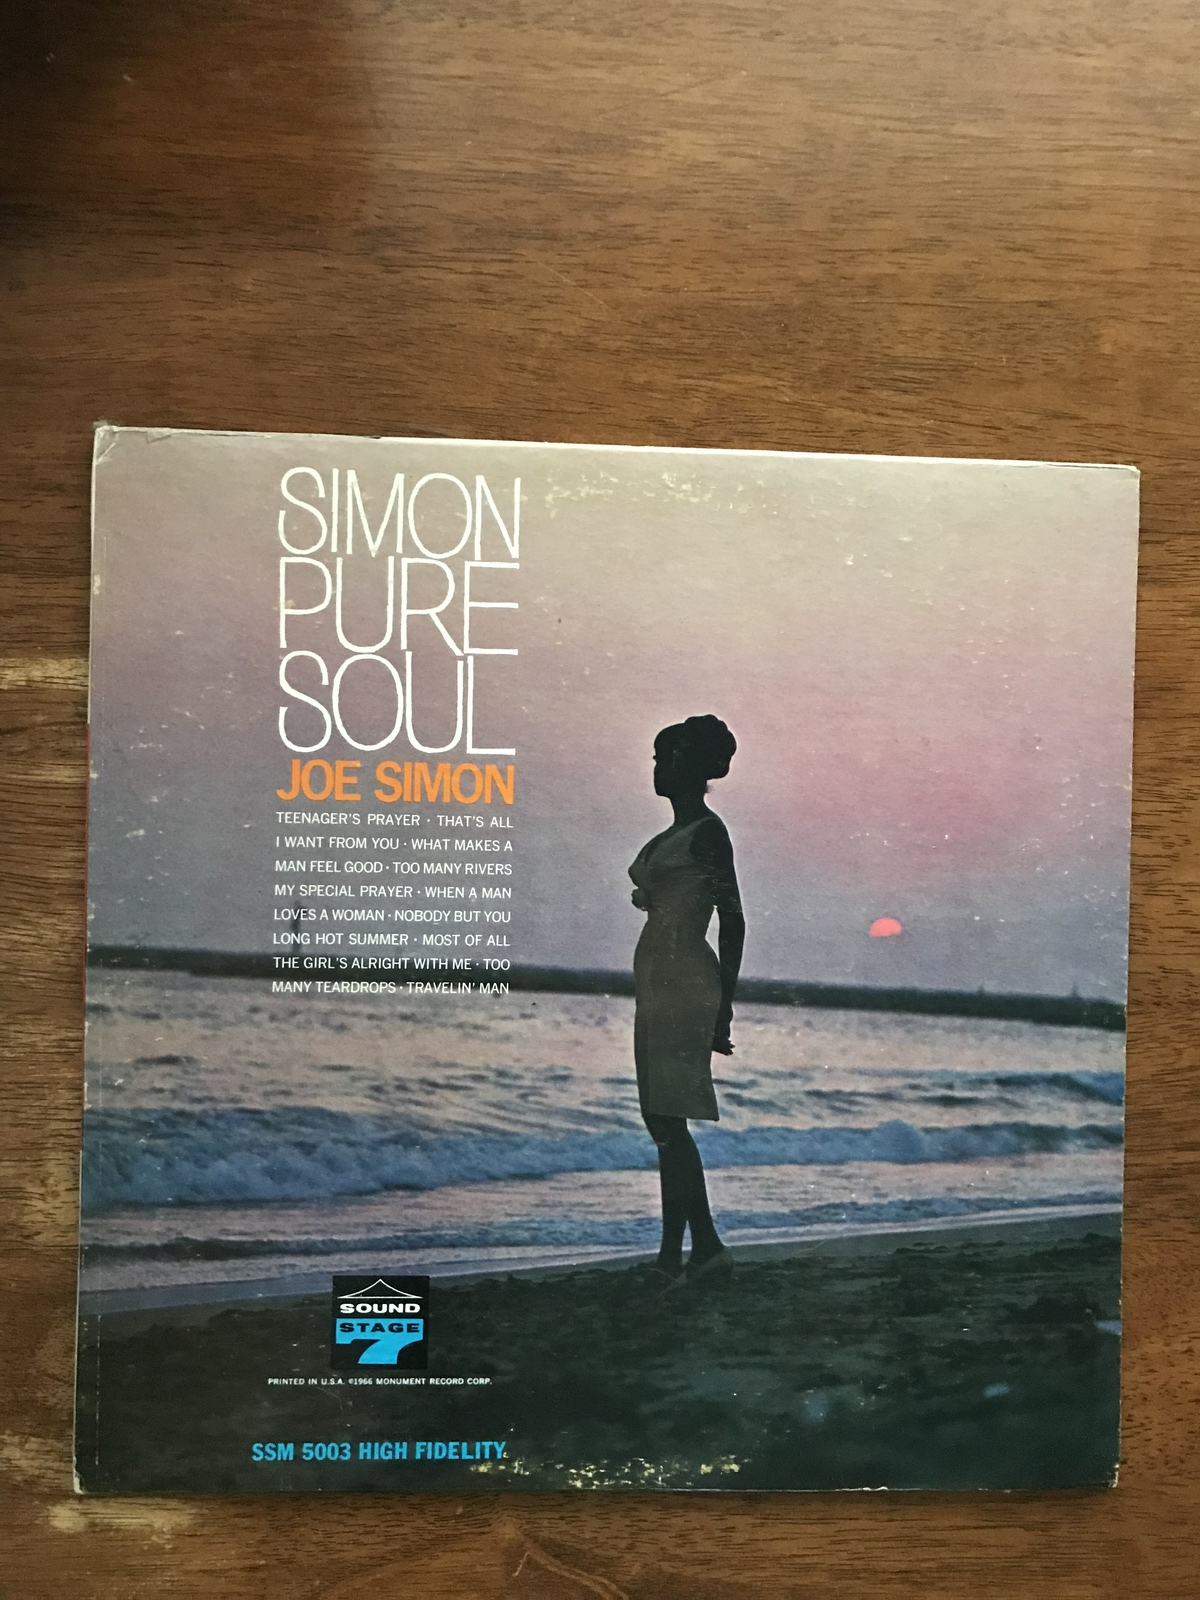 SIMON
PURE
SOUL
JOE SIMON
TEENAGER'S PRAYER · THAT'S ALL
I WANT FROM YOU · WHAT MAKES A
MAN FEEL GOOD · TOO MANY RIVERS
MY SPECIAL PRAYER · WHEN A MAN
LOVES A WOMAN · NOBODY BUT YOU
LONG HOT SUMMER · MOST OF ALL
THE GIRL'S ALRIGHT WITH ME · TOO
MANY TEARDROPS · TRAVELIN' MAN
SOUND
STAGE
7
PRINTED IN U.S.A. ©1966 MONUMENT RECORD CORP.
SSM 5003 HIGH FIDELITY